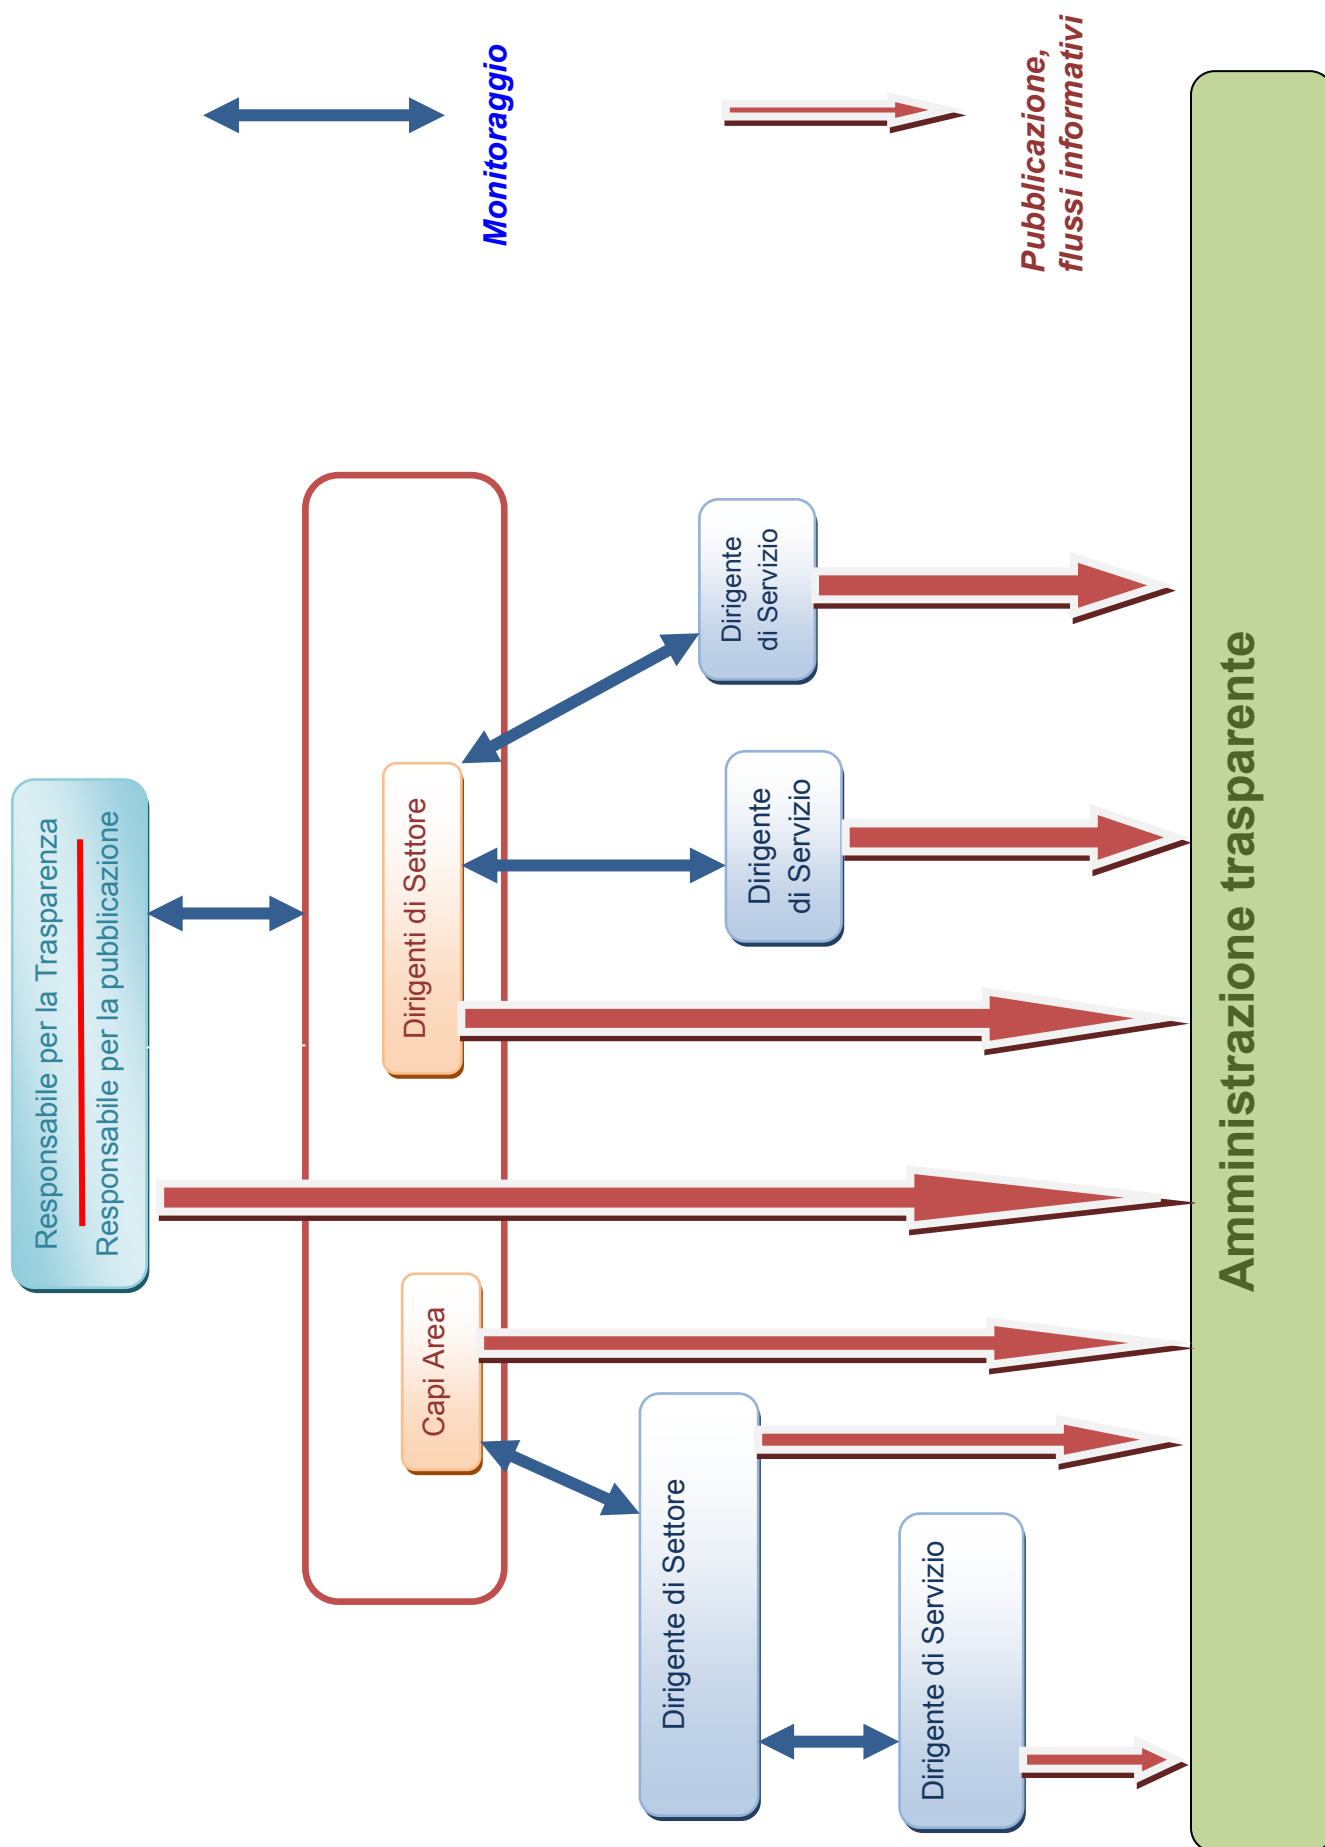 Responsabile per la Trasparenza
Responsabile per la pubblicazione
Monitoraggio
Capi Area
Dirigenti di Settore
Dirigente di Settore
Dirigente
di Servizio
Dirigente
di Servizio
Dirigente di Servizio
Pubblicazione,
flussi informativi
Amministrazione trasparente